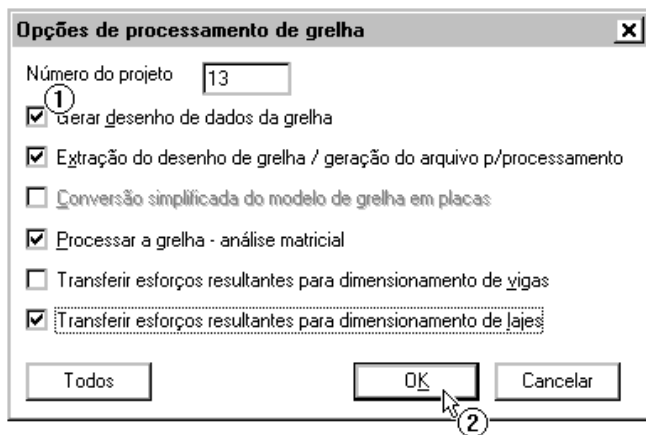 Opções de processamento de grelha
Número do projeto 13
1
Gerar desenho de dados da grelha
Extração do desenho de grelha / geração do arquivo p/processamento
Conversão simplificada do modelo de grelha em placas
Processar a grelha - análise matricial
Transferir esforços resultantes para dimensionamento de vigas
Transferir esforços resultantes para dimensionamento de lajes
Todos OK Cancelar
2